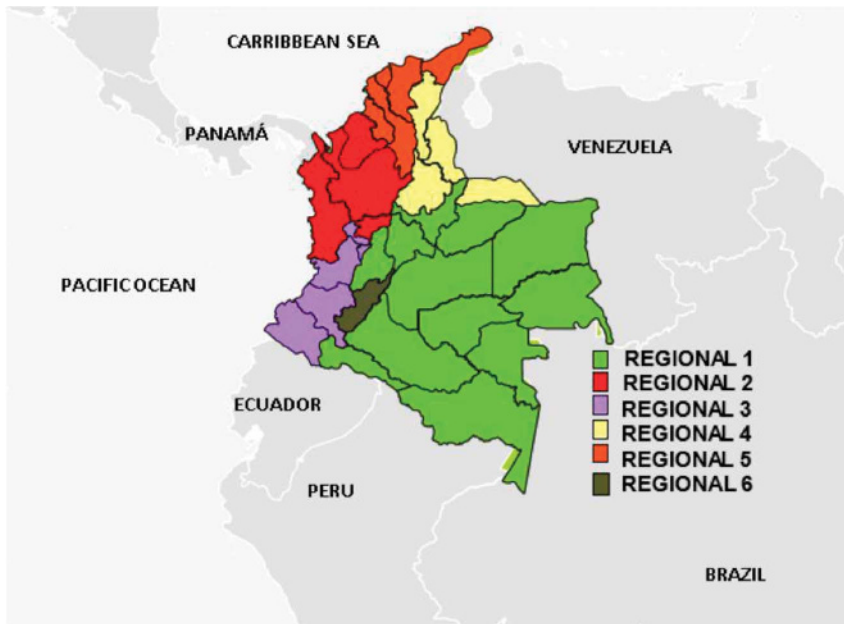 CARRIBBEAN SEA
PANAMÁ
VENEZUELA
PACIFIC OCEAN
ECUADOR
PERU
BRAZIL
REGIONAL 1
REGIONAL 2
REGIONAL 3
REGIONAL 4
REGIONAL 5
REGIONAL 6